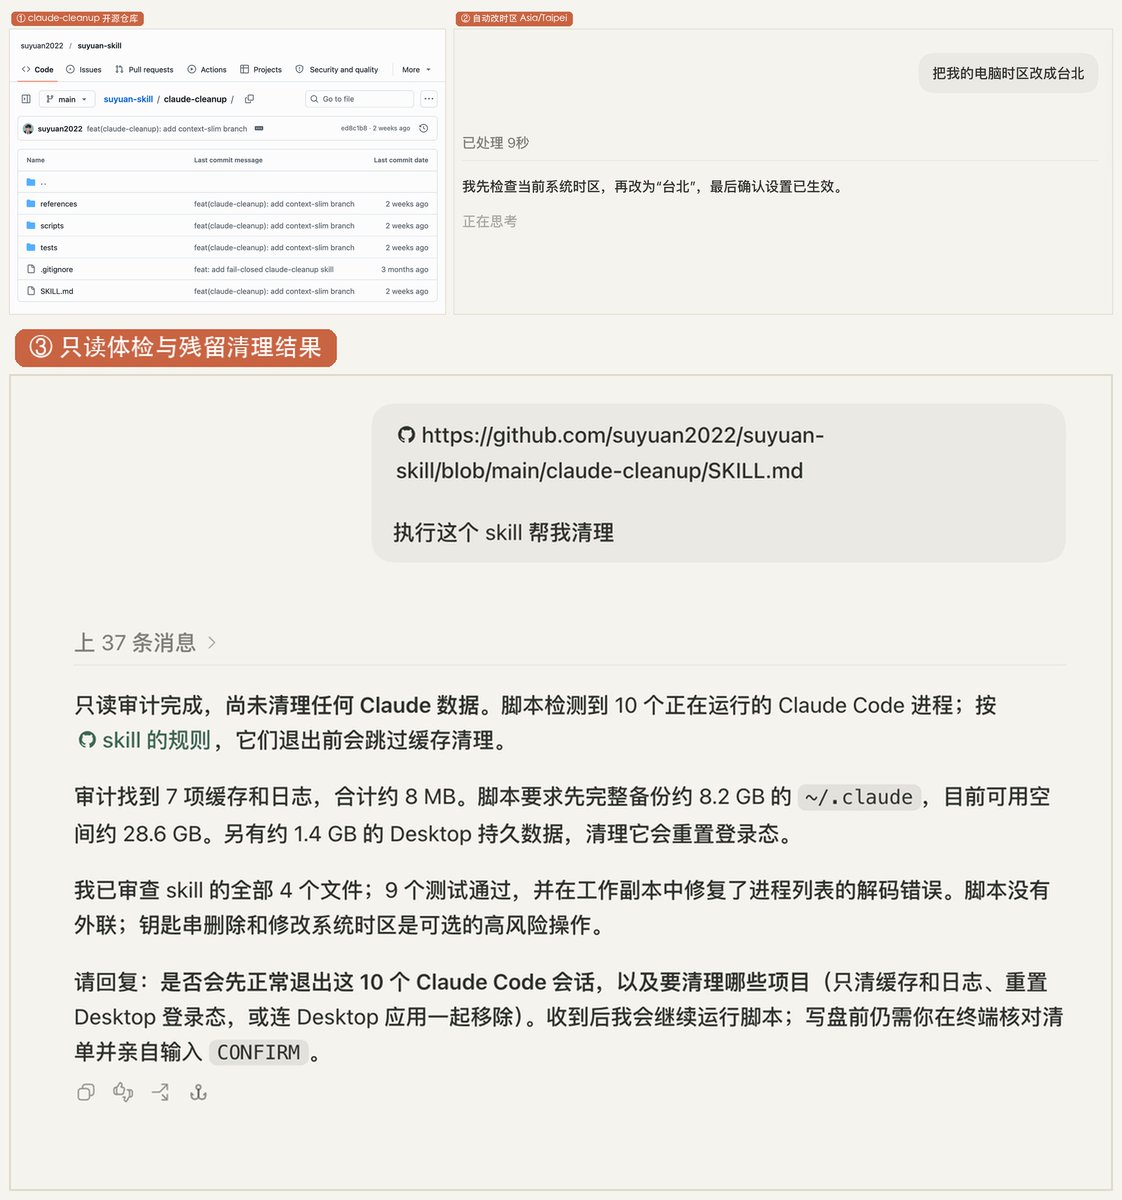 ① claude-cleanup 开源仓库
suyuan2022 / suyuan-skill
Code Issues Pull requests Actions Projects Security and quality More
main suyuan-skill / claude-cleanup / Go to file
suyuan2022 feat(claude-cleanup): add context-slim branch ed8c1b8 · 2 weeks ago
Name Last commit message Last commit date
..
references feat(claude-cleanup): add context-slim branch 2 weeks ago
scripts feat(claude-cleanup): add context-slim branch 2 weeks ago
tests feat(claude-cleanup): add context-slim branch 2 weeks ago
.gitignore feat: add fail-closed claude-cleanup skill 3 months ago
SKILL.md feat(claude-cleanup): add context-slim branch 2 weeks ago
② 自动改时区 Asia/Taipei
把我的电脑时区改成台北
已处理 9秒
我先检查当前系统时区，再改为“台北”，最后确认设置已生效。
正在思考
③ 只读体检与残留清理结果
https://github.com/suyuan2022/suyuan-
skill/blob/main/claude-cleanup/SKILL.md
执行这个 skill 帮我清理
上 37 条消息 >
只读审计完成，尚未清理任何 Claude 数据。脚本检测到 10 个正在运行的 Claude Code 进程；按
skill 的规则，它们退出前会跳过缓存清理。
审计找到 7 项缓存和日志，合计约 8 MB。脚本要求先完整备份约 8.2 GB 的 ~/.claude，目前可用空
间约 28.6 GB。另有约 1.4 GB 的 Desktop 持久数据，清理它会重置登录态。
我已审查 skill 的全部 4 个文件；9 个测试通过，并在工作副本中修复了进程列表的解码错误。脚本没有
外联；钥匙串删除和修改系统时区是可选的高风险操作。
请回复：是否会先正常退出这 10 个 Claude Code 会话，以及要清理哪些项目（只清缓存和日志、重置
Desktop 登录态，或连 Desktop 应用一起移除）。收到后我会继续运行脚本；写盘前仍需你在终端核对清
单并亲自输入 CONFIRM。